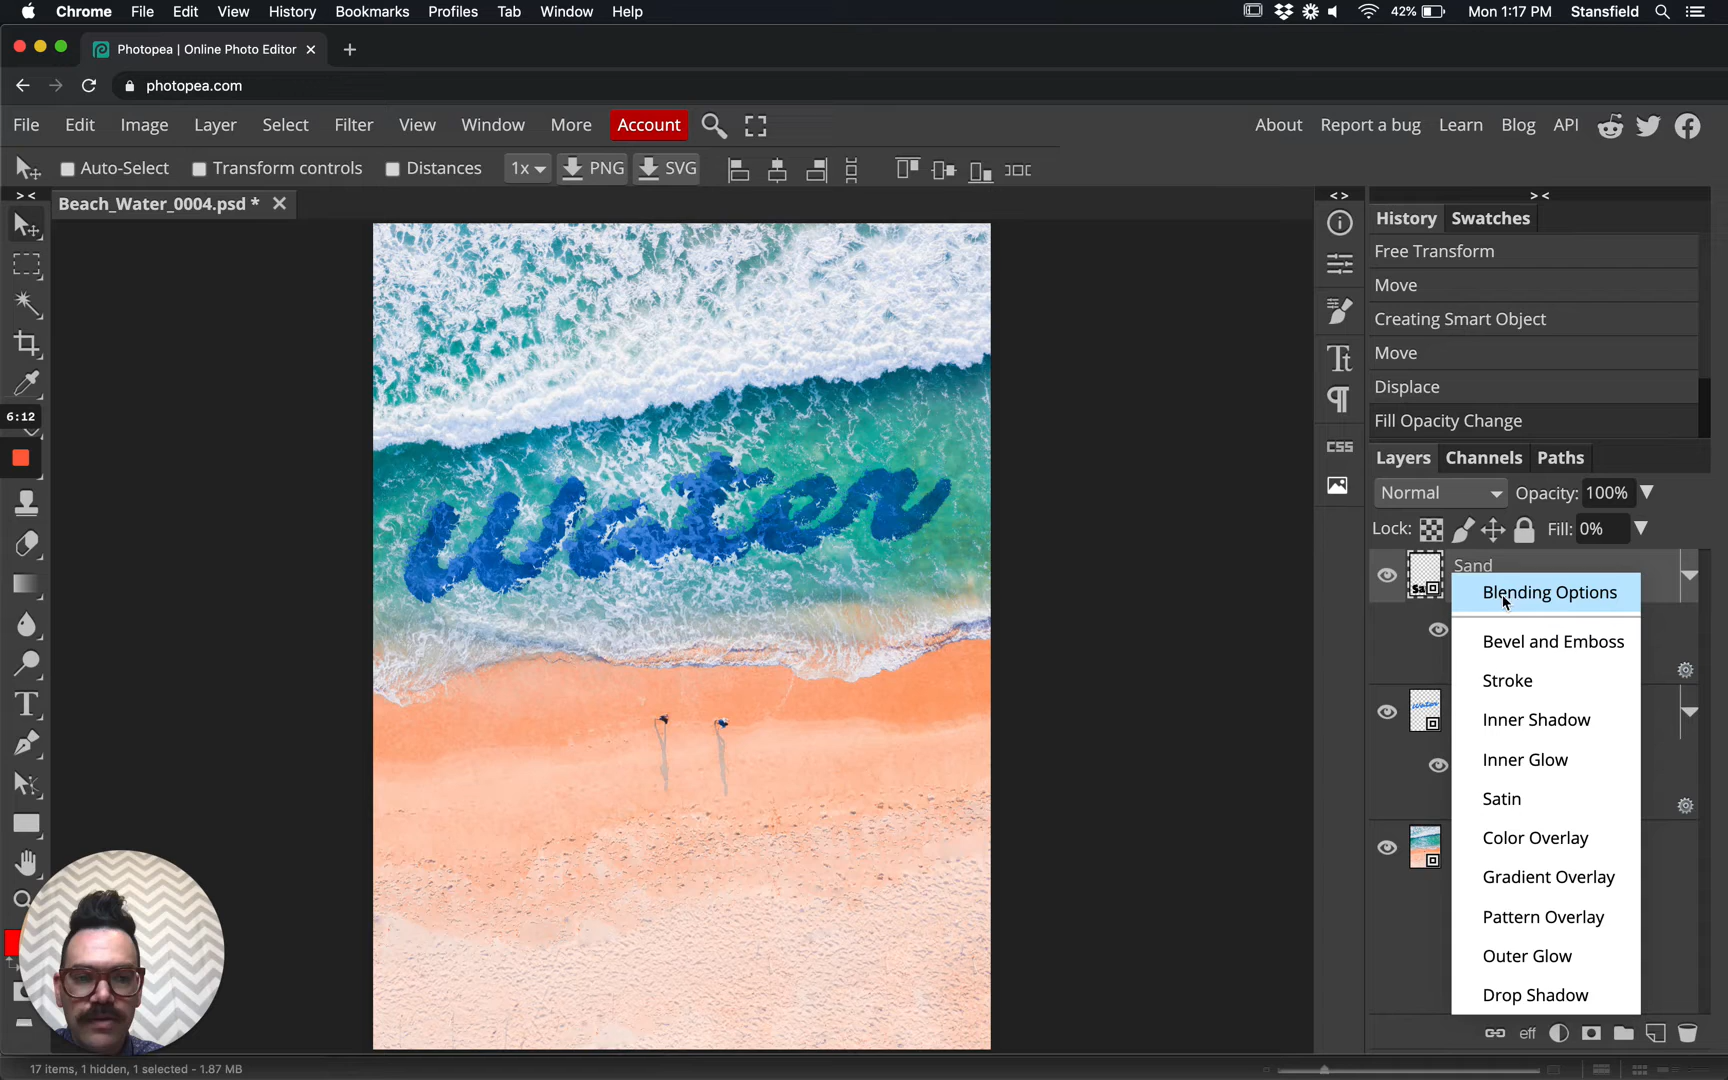 Chrome File Edit View History Bookmarks Profiles Tab Window Help 42% Mon 1:17 PM Stansfield
Photopea | Online Photo Editor
photopea.com
File Edit Image Layer Select Filter View Window More Account About Report a bug Learn Blog API
Auto-Select Transform controls Distances 1x PNG SVG
Beach_Water_0004.psd *
History Swatches
Free Transform
Move
Creating Smart Object
Move
Displace
Fill Opacity Change
6:12
Layers Channels Paths
Normal Opacity: 100%
Lock: Fill: 0%
CSS
Water
Sand
Sa
Blending Options
Bevel and Emboss
Stroke
Inner Shadow
Water
Inner Glow
Satin
Color Overlay
Gradient Overlay
Pattern Overlay
Outer Glow
Drop Shadow
eff
17 items, 1 hidden, 1 selected - 1.87 MB